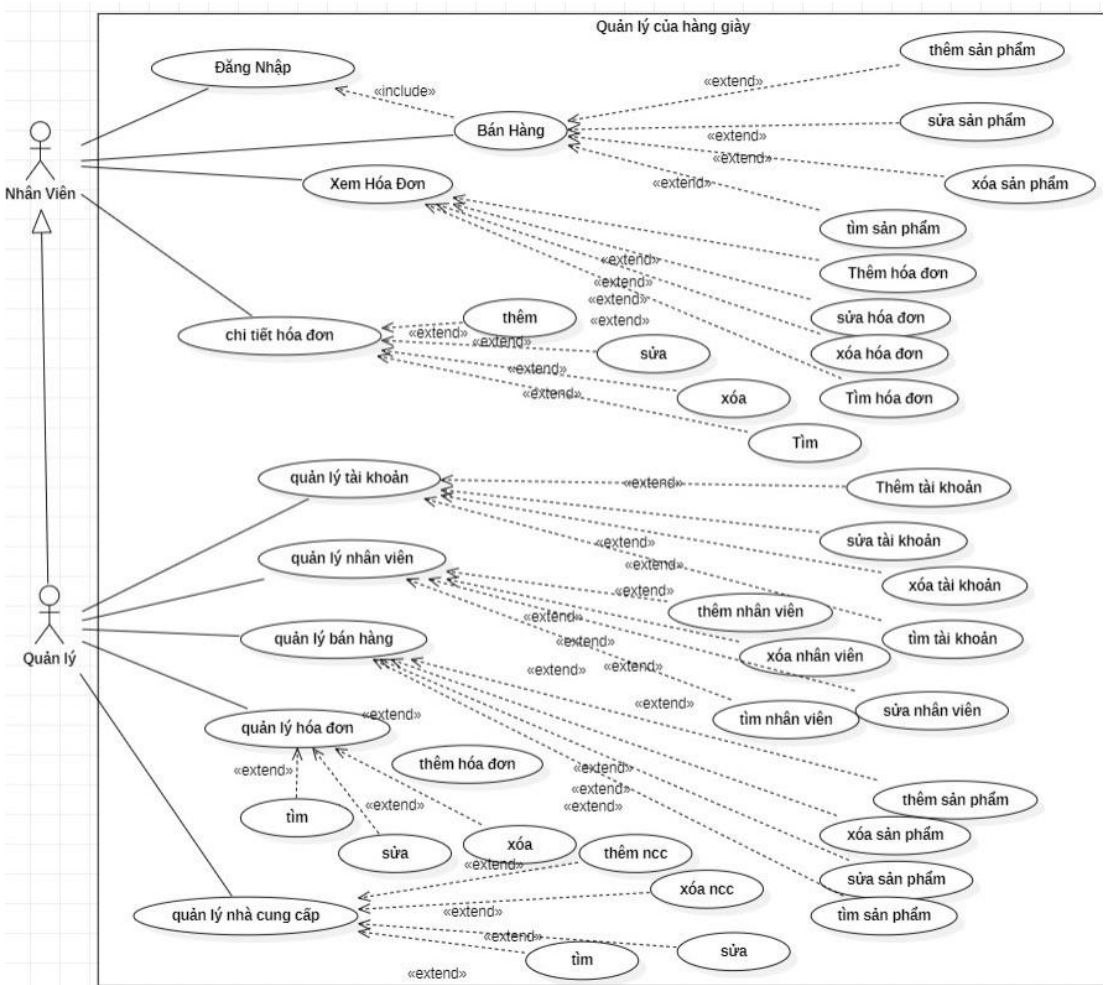 Quản lý của hàng giày
thêm sản phẩm
Đăng Nhập
«extend»
«include»
Bán Hàng
sửa sản phẩm
«extend»
«extend»
Nhân Viên
Xem Hóa Đơn
«extend»
xóa sản phẩm
tìm sản phẩm
«extend»
Thêm hóa đơn
«extend»
«extend»
thêm
«extend»
sửa hóa đơn
chi tiết hóa đơn
«extend»
«extend»
sửa
xóa hóa đơn
«extend»
«extend»
xóa
Tìm hóa đơn
Tìm
quản lý tài khoản
«extend»
Thêm tài khoản
«extend»
sửa tài khoản
quản lý nhân viên
«extend»
xóa tài khoản
«extend»
thêm nhân viên
«extend»
«extend»
tìm tài khoản
quản lý bán hàng
Quản lý
«extend»
«extend»
xóa nhân viên
«extend»
sửa nhân viên
«extend»
tìm nhân viên
quản lý hóa đơn
thêm hóa đơn
«extend»
«extend»
«extend»
thêm sản phẩm
tìm
«extend»
«extend»
xóa sản phẩm
sửa
xóa
thêm ncc
«extend»
sửa sản phẩm
xóa ncc
quản lý nhà cung cấp
«extend»
tìm sản phẩm
«extend»
sửa
tìm
«extend»